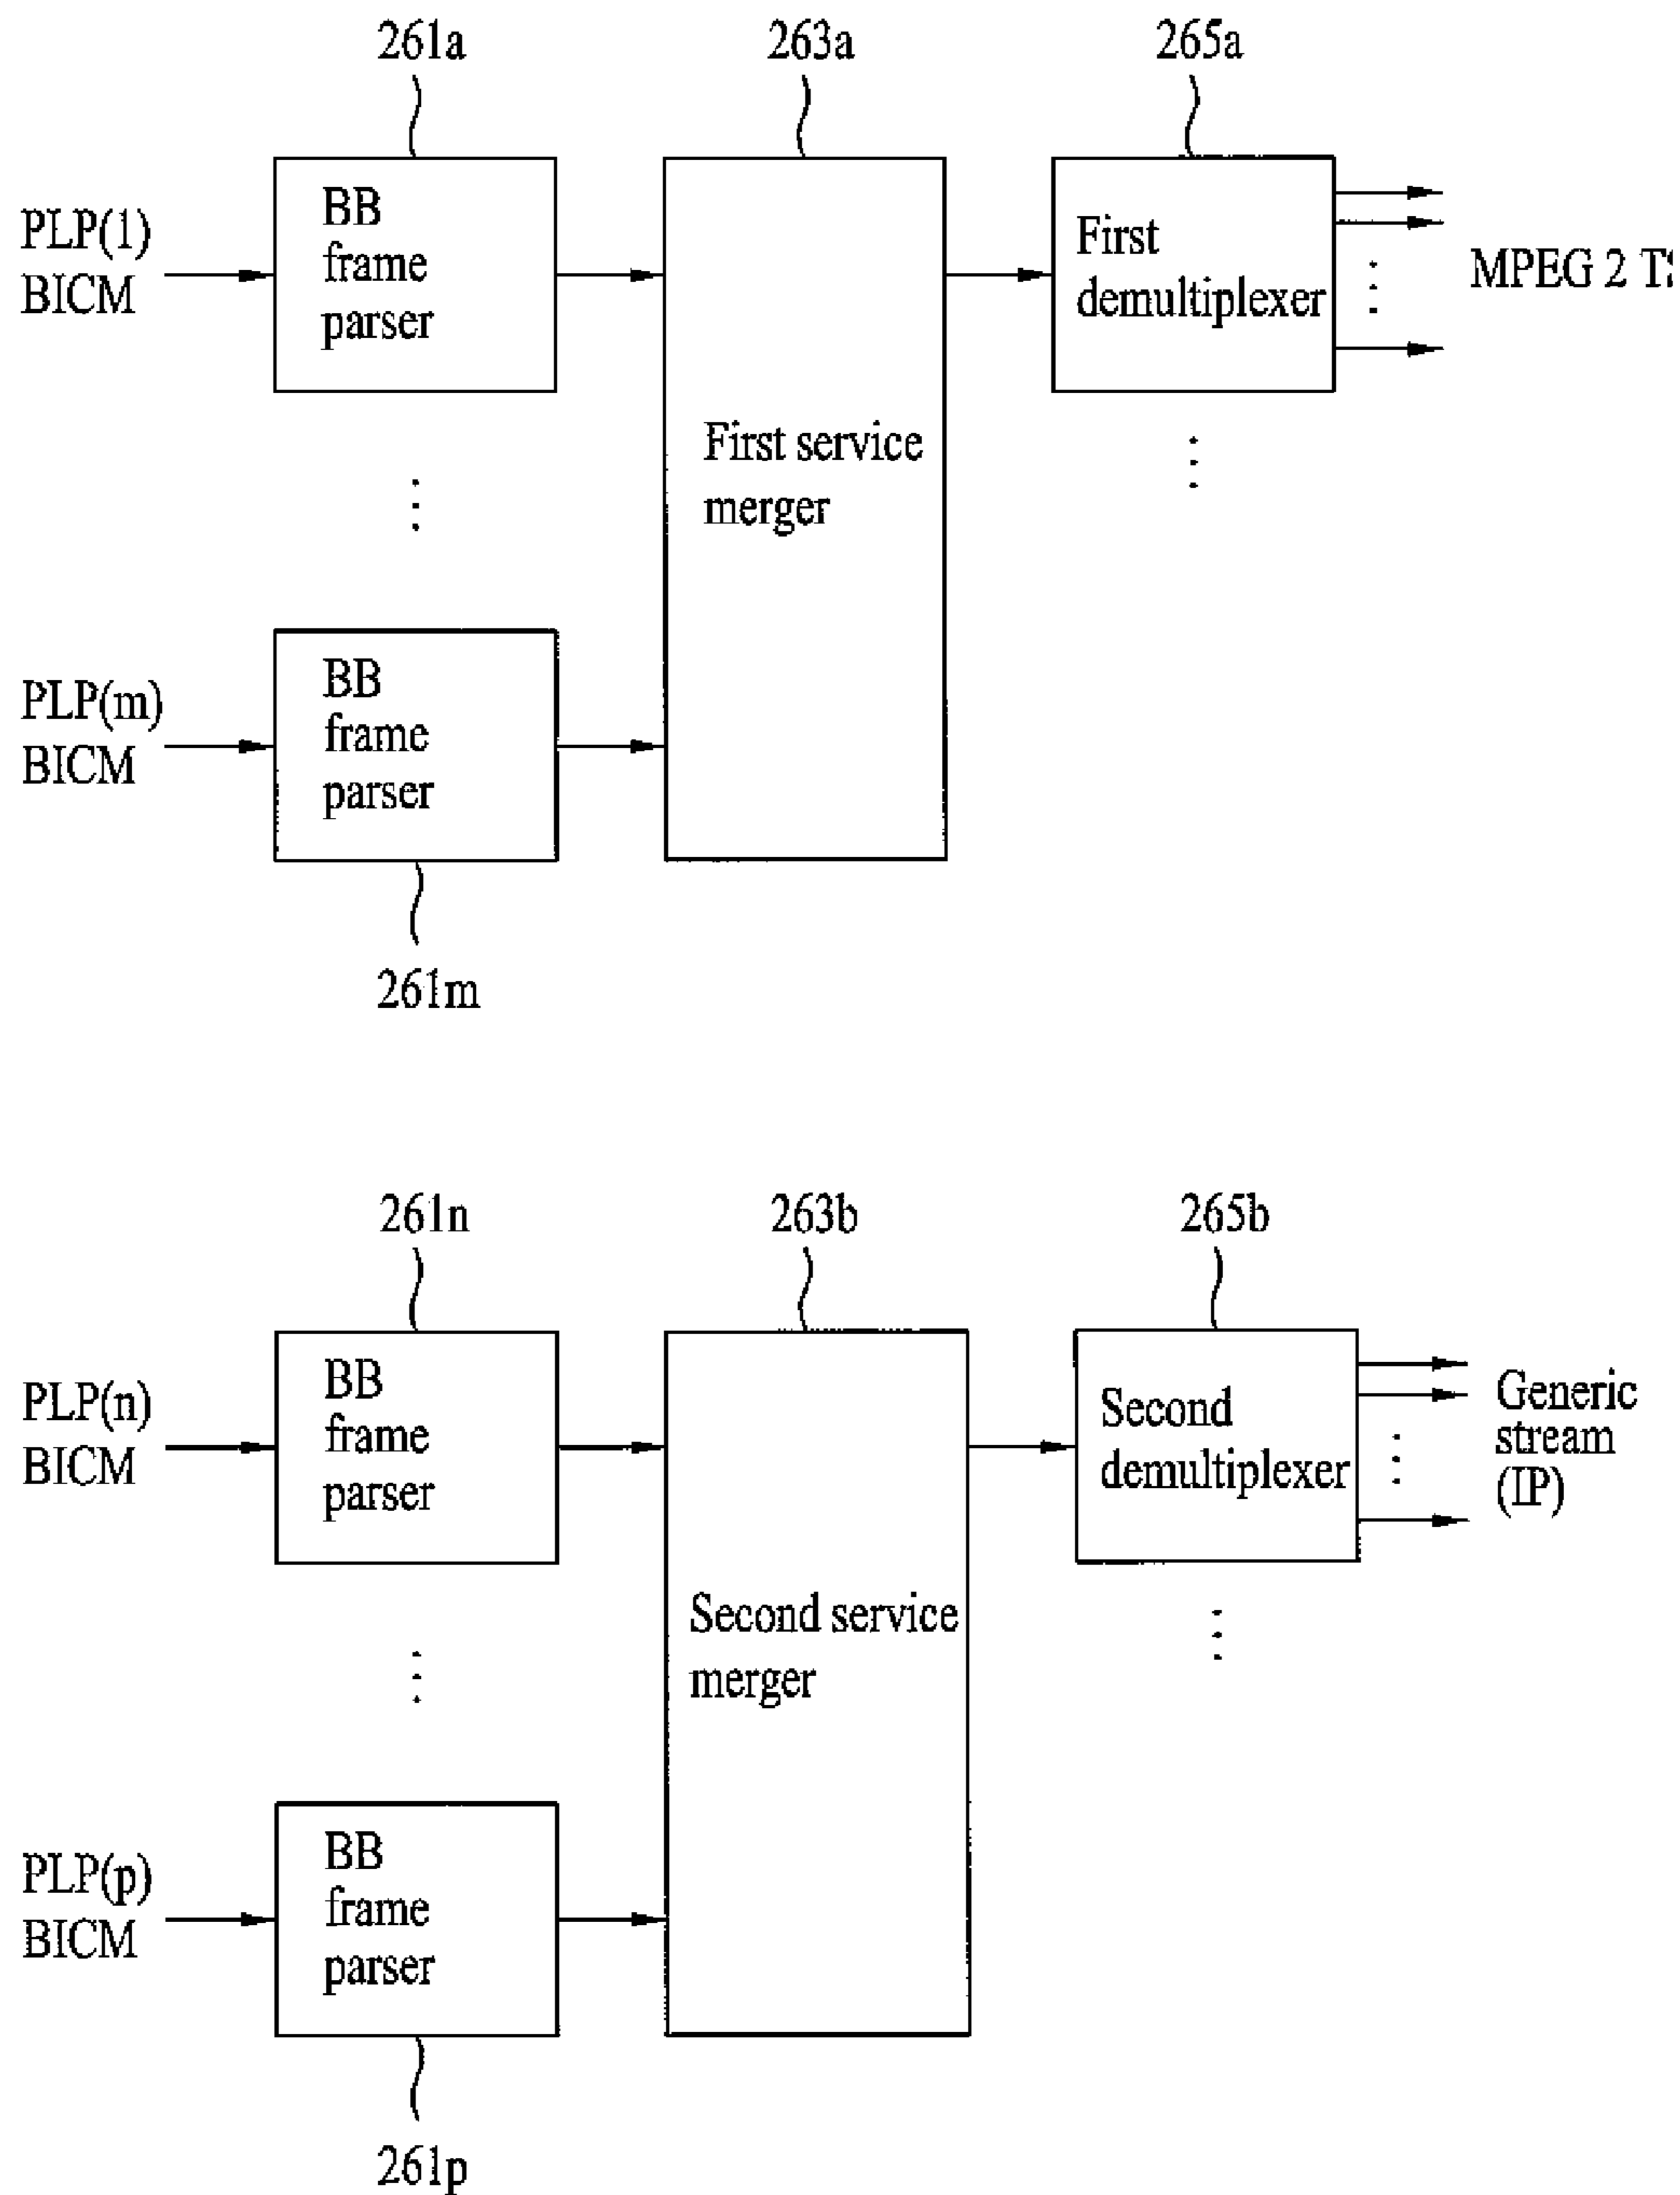 261a
263a
265a
PLP(1)
BICM
BB
frame
parser
First service
merger
First
demultiplexer
MPEG 2 T
PLP(m)
BICM
BB
frame
parser
261m
261n
263b
265b
PLP(n)
BICM
BB
frame
parser
Second service
merger
Second
demultiplexer
Generic
stream
(IP)
PLP(p)
BICM
BB
frame
parser
261p